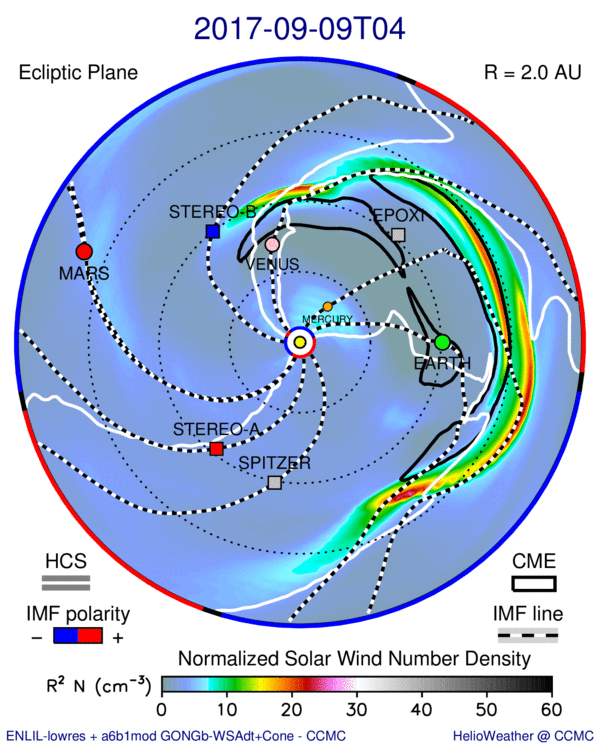 2017-09-09T04
Ecliptic Plane
R = 2.0 AU
STEREO-B
EPOXI
VENUS
MARS
MERCURY
EARTH
STEREO-A
SPITZER
HCS
CME
IMF polarity
IMF line
− +
Normalized Solar Wind Number Density
R² N (cm⁻³)
0 10 20 30 40 50 60
ENLIL-lowres + a6b1mod GONGb-WSAdt+Cone - CCMC
HelioWeather @ CCMC